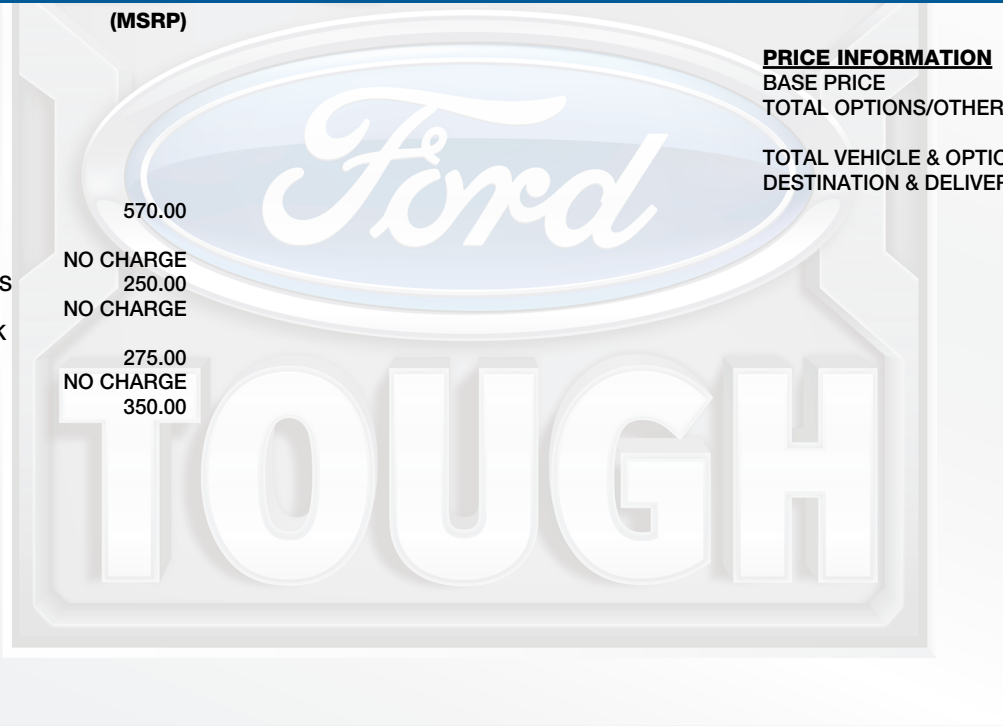 (MSRP)
570.00
NO CHARGE
S 250.00
NO CHARGE
K
275.00
NO CHARGE
350.00
PRICE INFORMATION
BASE PRICE
TOTAL OPTIONS/OTHER
TOTAL VEHICLE & OPTIO
DESTINATION & DELIVER
Ford
TOUGH